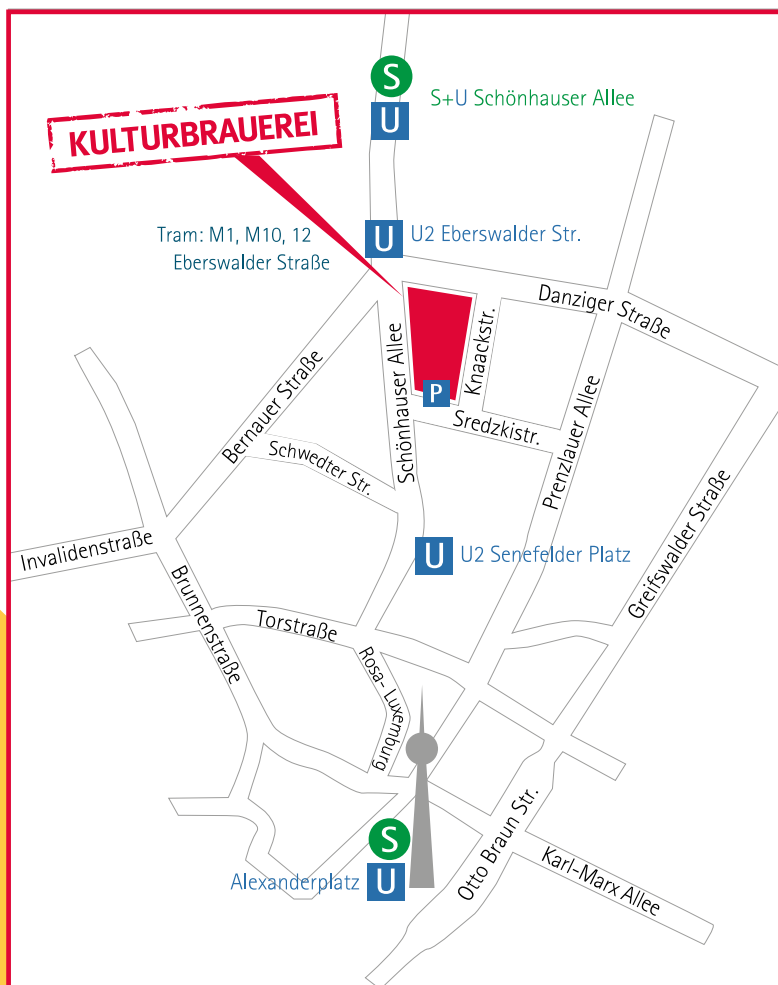 S
S+U Schönhauser Allee
U
KULTURBRAUEREI
Tram: M1, M10, 12
Eberswalder Straße
U
U2 Eberswalder Str.
Danziger Straße
Knaackstr.
Schönhauser Allee
P
Sredzkistr.
Prenzlauer Allee
Bernauer Straße
Schwedter Str.
Greifswalder Straße
Invalidenstraße
U
U2 Senefelder Platz
Brunnenstraße
Torstraße
Rosa- Luxemburg
Otto Braun Str.
Karl-Marx Allee
S
Alexanderplatz
U